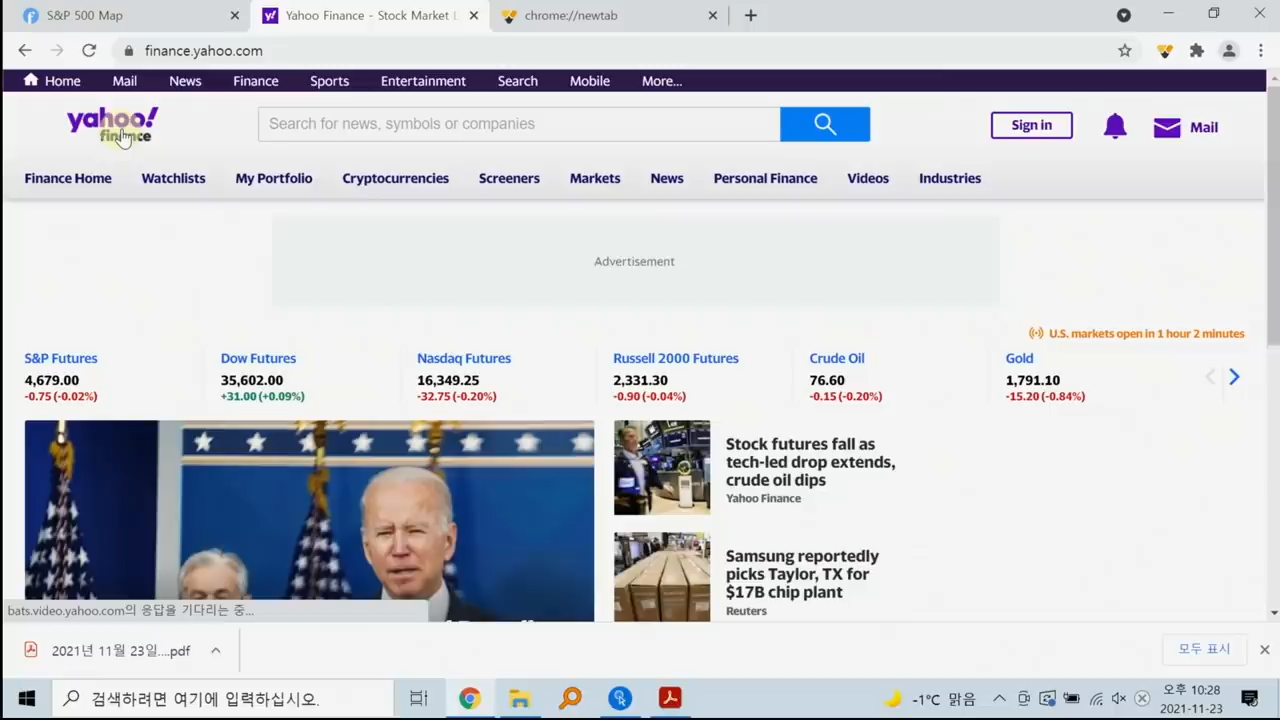 S&P 500 Map
Yahoo Finance - Stock Market L
chrome://newtab
finance.yahoo.com
Home Mail News Finance Sports Entertainment Search Mobile More...
yahoo!
finance
Search for news, symbols or companies
Sign in
Mail
Finance Home Watchlists My Portfolio Cryptocurrencies Screeners Markets News Personal Finance Videos Industries
Advertisement
U.S. markets open in 1 hour 2 minutes
S&P Futures
4,679.00
-0.75 (-0.02%)
Dow Futures
35,602.00
+31.00 (+0.09%)
Nasdaq Futures
16,349.25
-32.75 (-0.20%)
Russell 2000 Futures
2,331.30
-0.90 (-0.04%)
Crude Oil
76.60
-0.15 (-0.20%)
Gold
1,791.10
-15.20 (-0.84%)
Stock futures fall as
tech-led drop extends,
crude oil dips
Yahoo Finance
Samsung reportedly
picks Taylor, TX for
$17B chip plant
Reuters
bats.video.yahoo.com의 응답을 기다리는 중...
2021년 11월 23일....pdf
모두 표시
검색하려면 여기에 입력하십시오.
-1°C 맑음
오후 10:28
2021-11-23